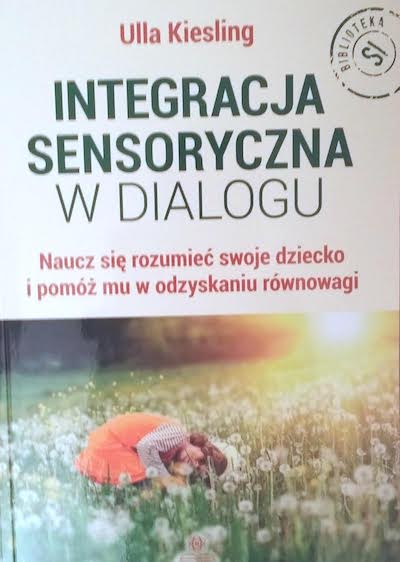 Ulla Kiesling
BIBLIOTEKA
SI
INTEGRACJA
SENSORYCZNA
W DIALOGU
Naucz się rozumieć swoje dziecko
i pomóż mu w odzyskaniu równowagi